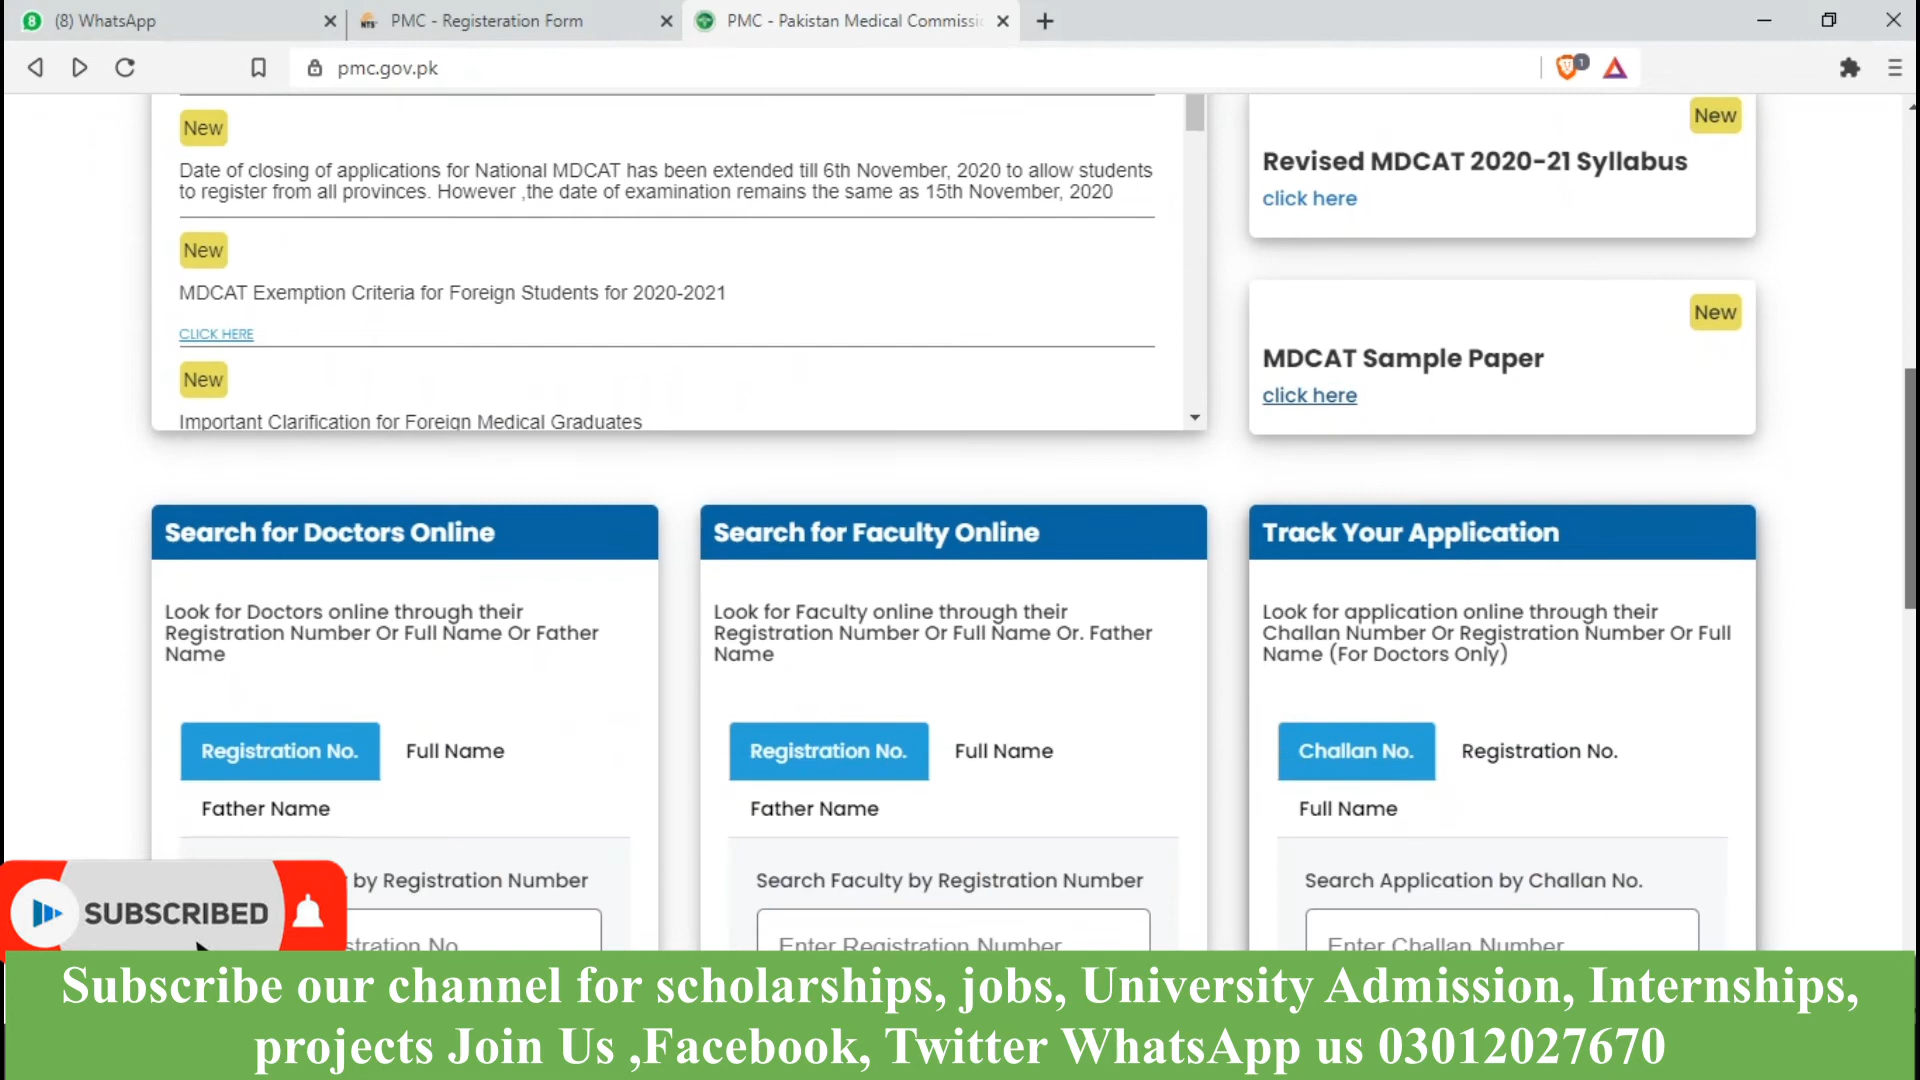 (8) WhatsApp
PMC - Registeration Form
PMC - Pakistan Medical Commissi
pmc.gov.pk
1
New
Date of closing of applications for National MDCAT has been extended till 6th November, 2020 to allow students
to register from all provinces. However ,the date of examination remains the same as 15th November, 2020
New
MDCAT Exemption Criteria for Foreign Students for 2020-2021
CLICK HERE
New
Important Clarification for Foreign Medical Graduates
New
Revised MDCAT 2020-21 Syllabus
click here
New
MDCAT Sample Paper
click here
Search for Doctors Online
Look for Doctors online through their
Registration Number Or Full Name Or Father
Name
Registration No.
Full Name
Father Name
by Registration Number
stration No
Search for Faculty Online
Look for Faculty online through their
Registration Number Or Full Name Or. Father
Name
Registration No.
Full Name
Father Name
Search Faculty by Registration Number
Enter Registration Number
Track Your Application
Look for application online through their
Challan Number Or Registration Number Or Full
Name (For Doctors Only)
Challan No.
Registration No.
Full Name
Search Application by Challan No.
Enter Challan Number
SUBSCRIBED
Subscribe our channel for scholarships, jobs, University Admission, Internships,
projects Join Us ,Facebook, Twitter WhatsApp us 03012027670